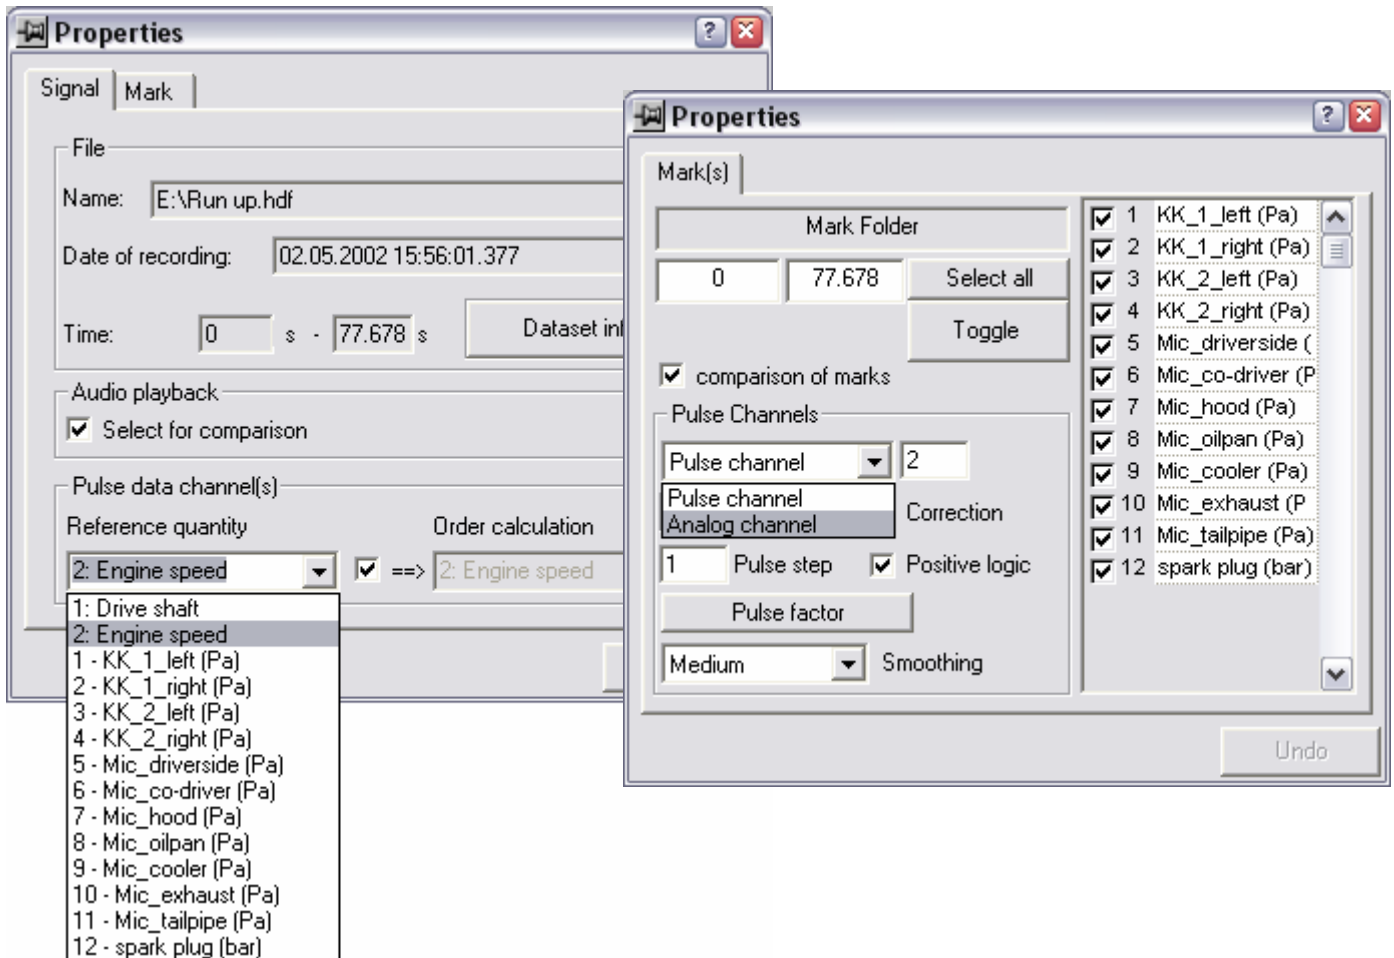 Properties
Signal Mark
File
Name: E:\Run up.hdf
Date of recording: 02.05.2002 15:56:01.377
Time: 0 s - 77.678 s Dataset inf
Audio playback
Select for comparison
Pulse data channel(s)
Reference quantity Order calculation
2: Engine speed ==> 2: Engine speed
1: Drive shaft
2: Engine speed
1 - KK_1_left (Pa)
2 - KK_1_right (Pa)
3 - KK_2_left (Pa)
4 - KK_2_right (Pa)
5 - Mic_driverside (Pa)
6 - Mic_co-driver (Pa)
7 - Mic_hood (Pa)
8 - Mic_oilpan (Pa)
9 - Mic_cooler (Pa)
10 - Mic_exhaust (Pa)
11 - Mic_tailpipe (Pa)
12 - spark plug (bar)
Properties
Mark(s)
Mark Folder
0 77.678 Select all
Toggle
comparison of marks
Pulse Channels
Pulse channel 2
Pulse channel
Analog channel Correction
1 Pulse step Positive logic
Pulse factor
Medium Smoothing
1 KK_1_left (Pa)
2 KK_1_right (Pa)
3 KK_2_left (Pa)
4 KK_2_right (Pa)
5 Mic_driverside (
6 Mic_co-driver (P
7 Mic_hood (Pa)
8 Mic_oilpan (Pa)
9 Mic_cooler (Pa)
10 Mic_exhaust (P
11 Mic_tailpipe (Pa)
12 spark plug (bar)
Undo